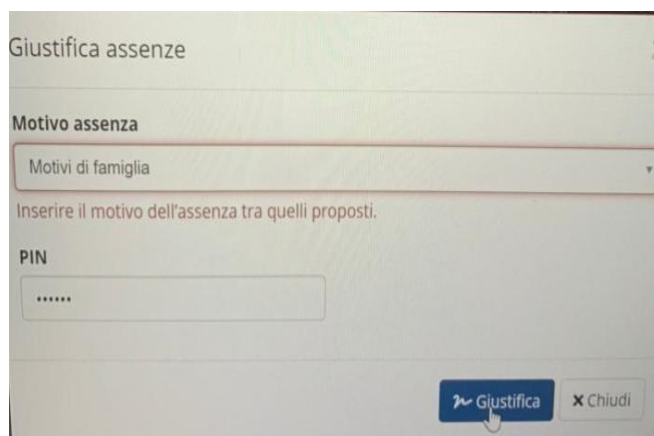 Giustifica assenze
Motivo assenza
Motivi di famiglia
Inserire il motivo dell'assenza tra quelli proposti.
PIN
••••••
Giustifica
× Chiudi